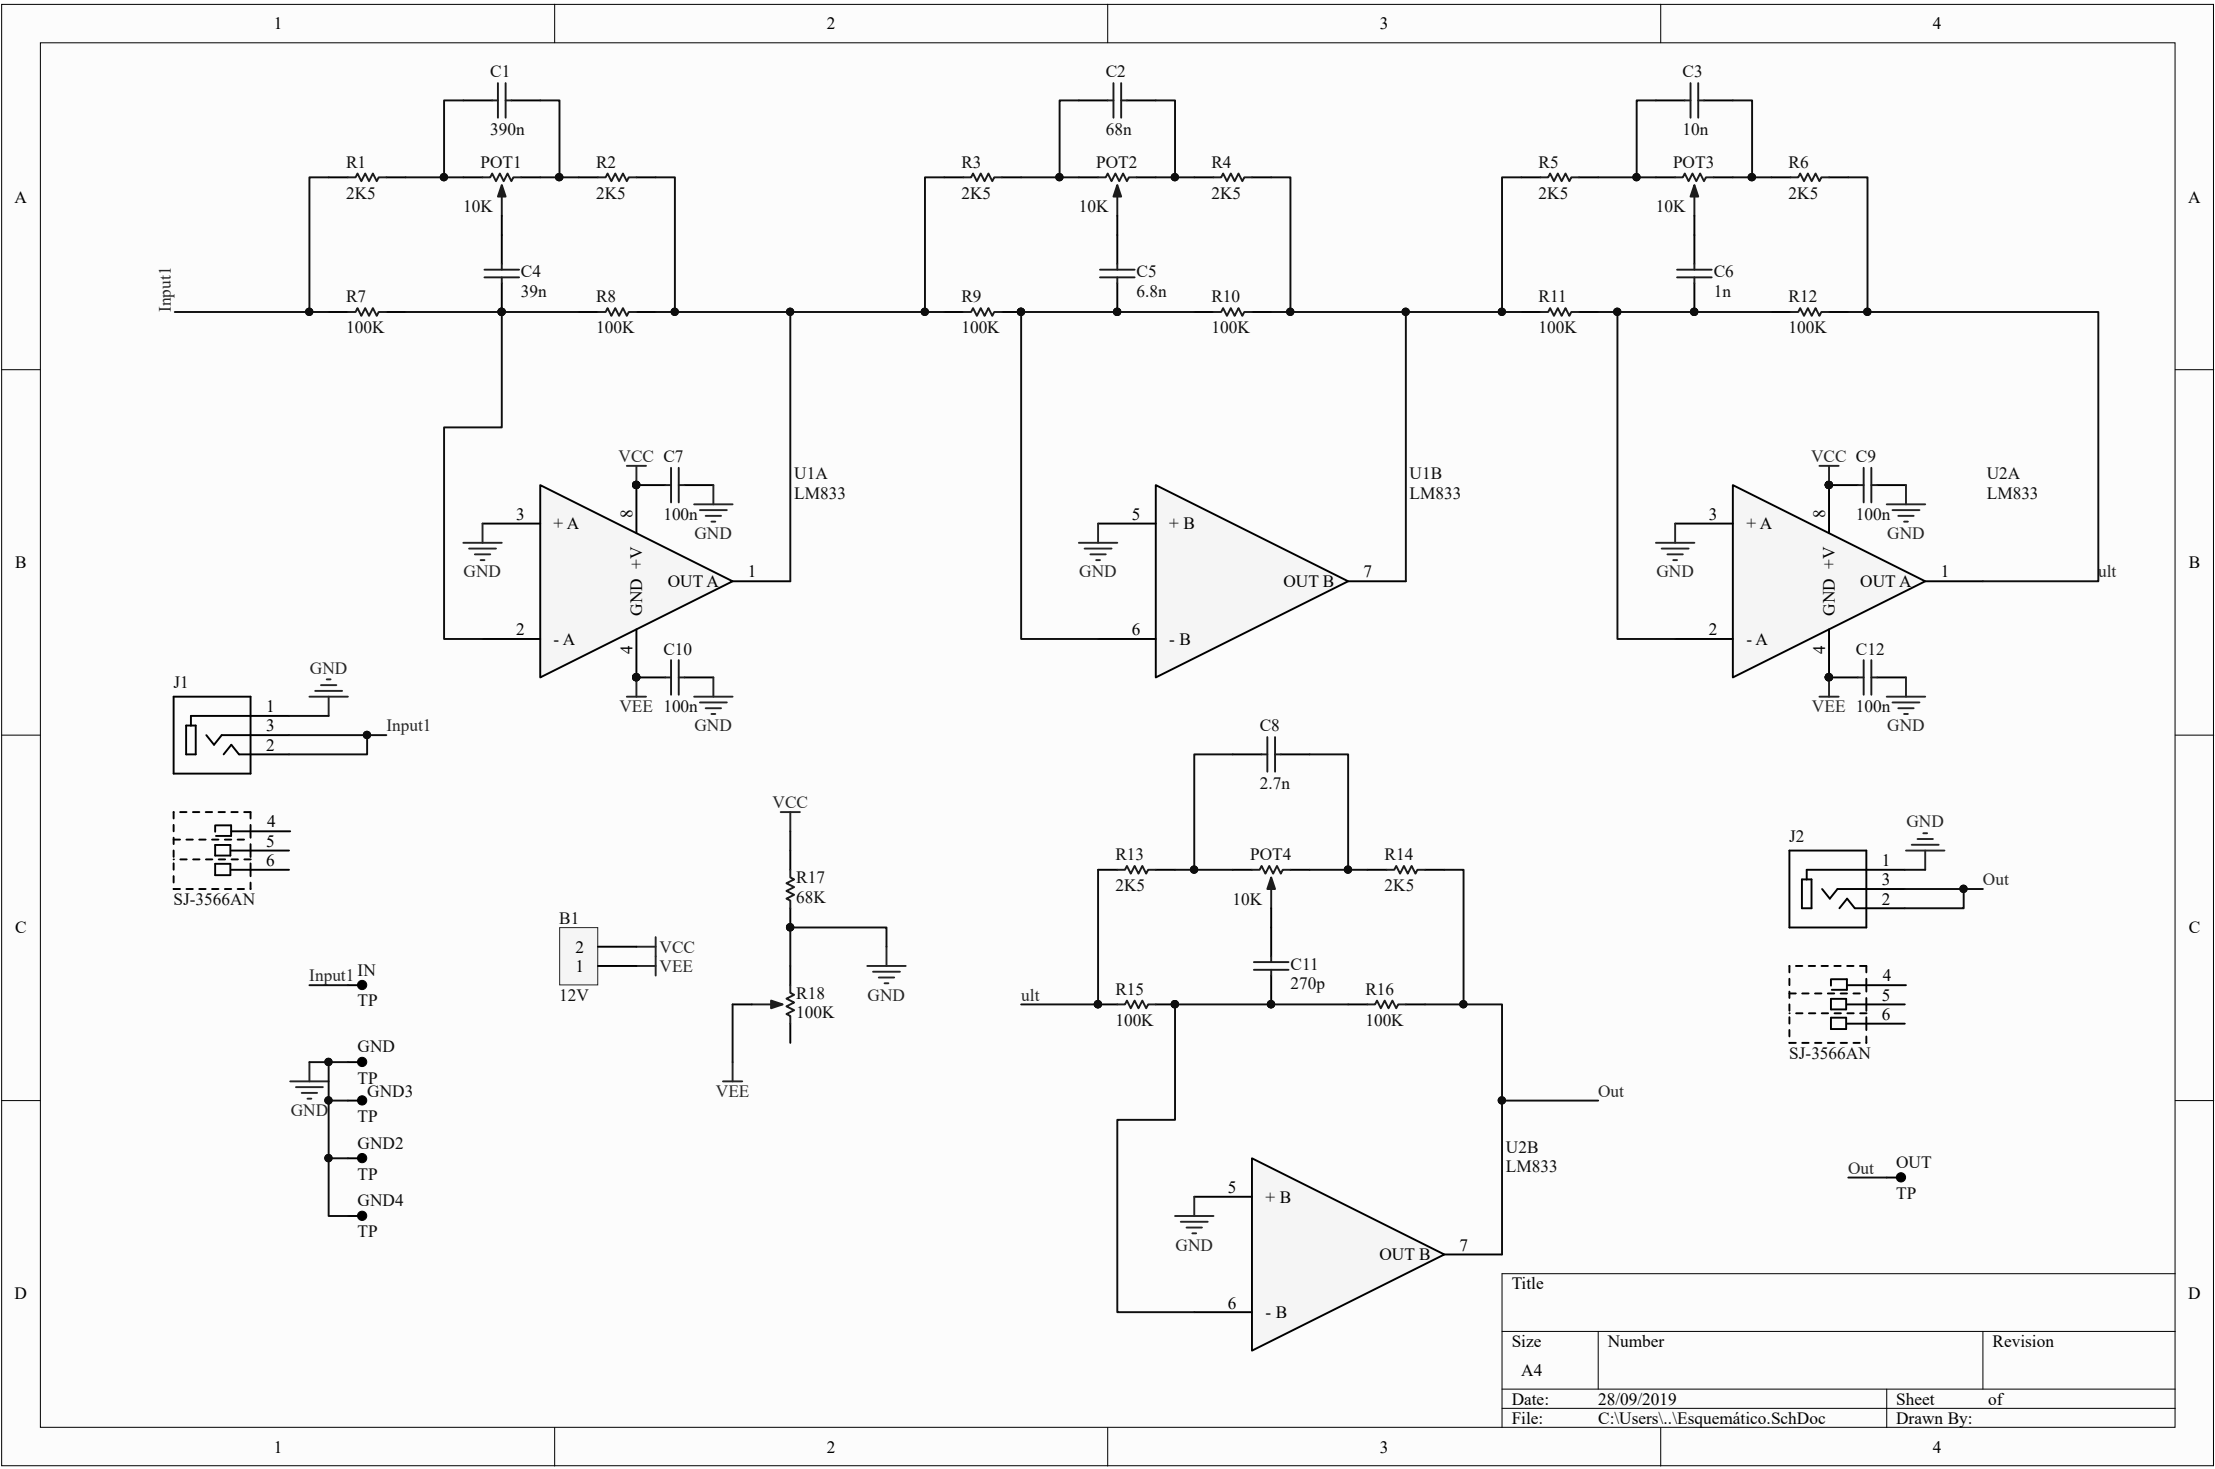 1 2 3 4
A A
B B
C C
D D
1 2 3 4
C1
390n
R1
2K5
POT1
10K
R2
2K5
C4
39n
Input1
R7
100K
R8
100K
C2
68n
R3
2K5
POT2
10K
R4
2K5
C5
6.8n
R9
100K
R10
100K
C3
10n
R5
2K5
POT3
10K
R6
2K5
C6
1n
R11
100K
R12
100K
VCC C7
100n
GND
8
3 + A
GND
GND +V
OUT A 1
2 - A
4
C10
VEE 100n
GND
U1A
LM833
5 + B
GND
OUT B 7
6 - B
U1B
LM833
VCC C9
100n
GND
8
3 + A
GND
GND +V
OUT A 1
2 - A
4
C12
VEE 100n
GND
U2A
LM833
ult
J1
GND
1
3
2
Input1
4
5
6
SJ-3566AN
Input1 IN
TP
GND
TP
GND
GND3
TP
GND2
TP
GND4
TP
B1
2 VCC
1 VEE
12V
VCC
R17
68K
GND
R18
100K
VEE
C8
2.7n
R13
2K5
POT4
10K
R14
2K5
C11
270p
ult
R15
100K
R16
100K
Out
U2B
LM833
5 + B
GND
OUT B 7
6 - B
J2
GND
1
3
2
Out
4
5
6
SJ-3566AN
Out OUT
TP
Title
Size Number Revision
A4
Date: 28/09/2019 Sheet of
File: C:\Users\..\Esquemático.SchDoc Drawn By: